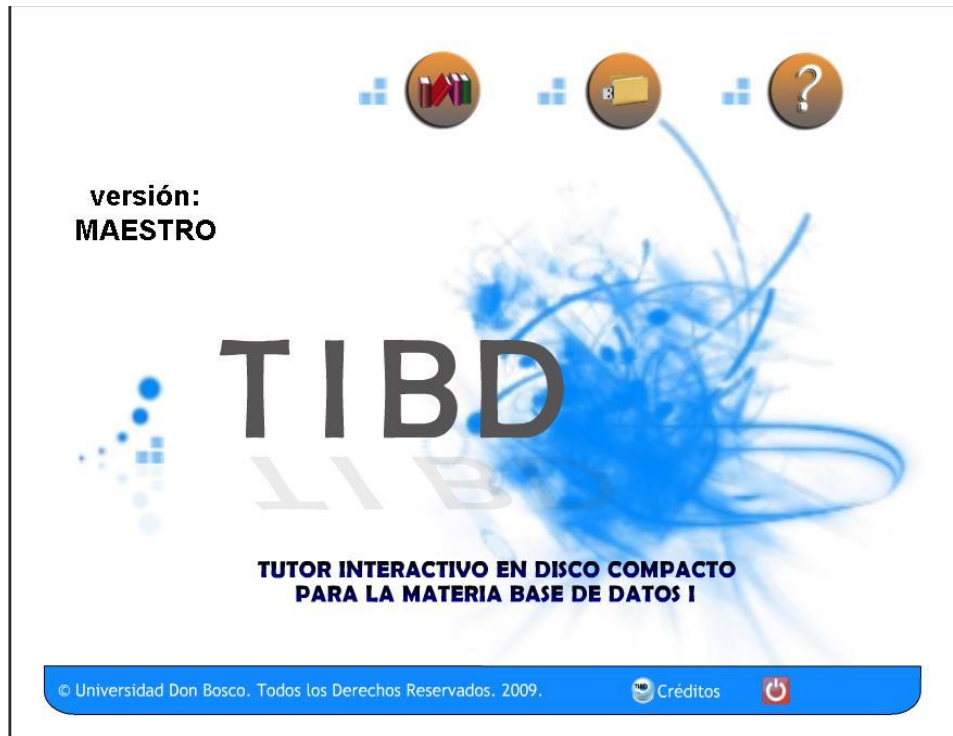 versión:
MAESTRO
TIBD
TUTOR INTERACTIVO EN DISCO COMPACTO
PARA LA MATERIA BASE DE DATOS I
© Universidad Don Bosco. Todos los Derechos Reservados. 2009.
Créditos